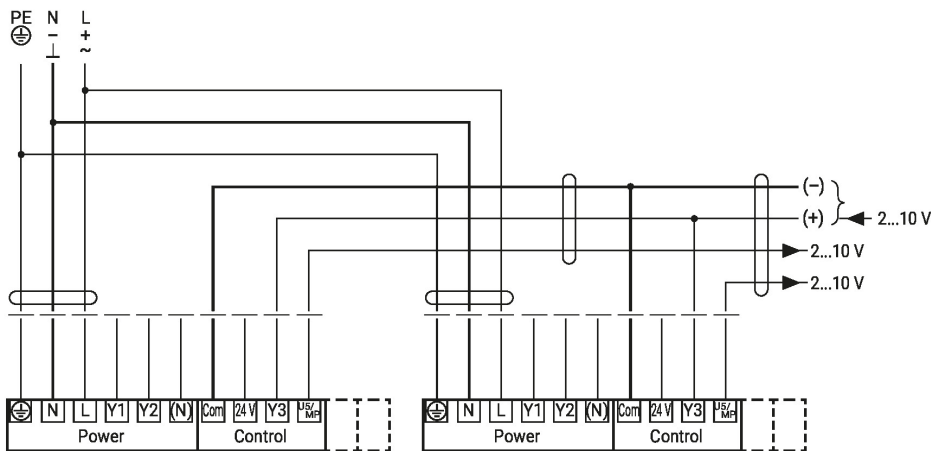 PE N L
- +
⊥ ~
(–)
(+) 2...10 V
2...10 V
2...10 V
N L Y1 Y2 (N) Com 24 V Y3 U5/MP N L Y1 Y2 (N) Com 24 V Y3 U5/MP
Power Control Power Control